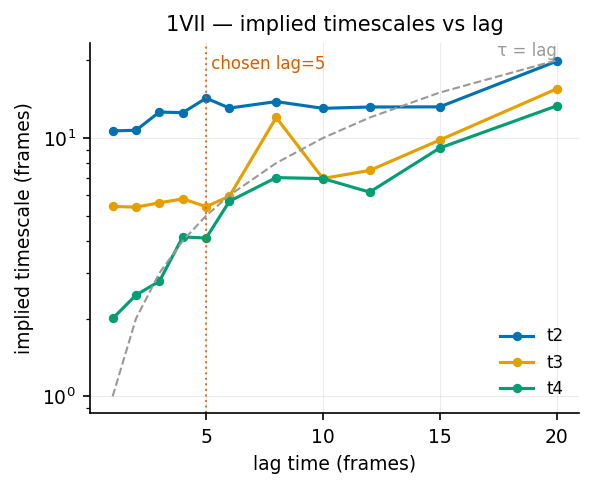 1VII — implied timescales vs lag
τ = lag
chosen lag=5
implied timescale (frames)
10¹
10⁰
t2
t3
t4
5
10
15
20
lag time (frames)